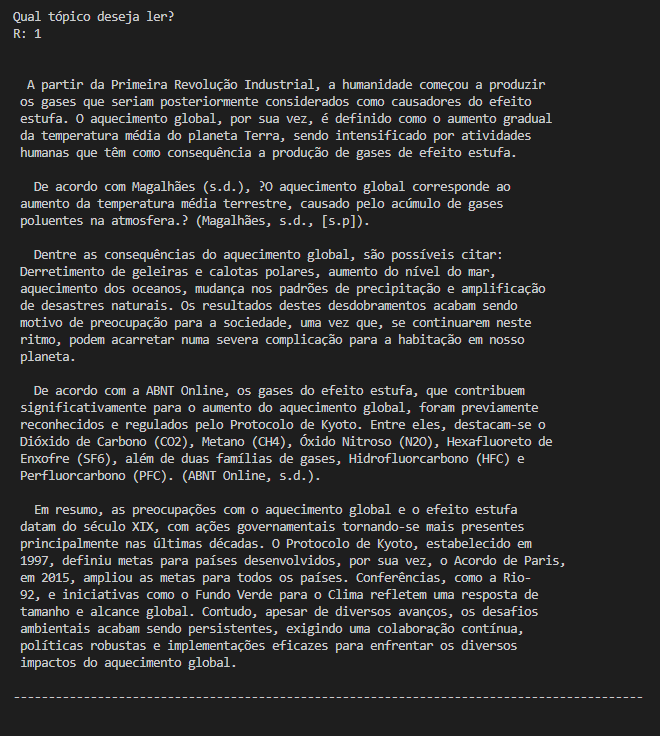 Qual tópico deseja ler?
R: 1
A partir da Primeira Revolução Industrial, a humanidade começou a produzir
os gases que seriam posteriormente considerados como causadores do efeito
estufa. O aquecimento global, por sua vez, é definido como o aumento gradual
da temperatura média do planeta Terra, sendo intensificado por atividades
humanas que têm como consequência a produção de gases de efeito estufa.
De acordo com Magalhães (s.d.), ?O aquecimento global corresponde ao
aumento da temperatura média terrestre, causado pelo acúmulo de gases
poluentes na atmosfera.? (Magalhães, s.d., [s.p]).
Dentre as consequências do aquecimento global, são possíveis citar:
Derretimento de geleiras e calotas polares, aumento do nível do mar,
aquecimento dos oceanos, mudança nos padrões de precipitação e amplificação
de desastres naturais. Os resultados destes desdobramentos acabam sendo
motivo de preocupação para a sociedade, uma vez que, se continuarem neste
ritmo, podem acarretar numa severa complicação para a habitação em nosso
planeta.
De acordo com a ABNT Online, os gases do efeito estufa, que contribuem
significativamente para o aumento do aquecimento global, foram previamente
reconhecidos e regulados pelo Protocolo de Kyoto. Entre eles, destacam-se o
Dióxido de Carbono (CO2), Metano (CH4), Óxido Nitroso (N2O), Hexafluoreto de
Enxofre (SF6), além de duas famílias de gases, Hidrofluorcarbono (HFC) e
Perfluorcarbono (PFC). (ABNT Online, s.d.).
Em resumo, as preocupações com o aquecimento global e o efeito estufa
datam do século XIX, com ações governamentais tornando-se mais presentes
principalmente nas últimas décadas. O Protocolo de Kyoto, estabelecido em
1997, definiu metas para países desenvolvidos, por sua vez, o Acordo de Paris,
em 2015, ampliou as metas para todos os países. Conferências, como a Rio-
92, e iniciativas como o Fundo Verde para o Clima refletem uma resposta de
tamanho e alcance global. Contudo, apesar de diversos avanços, os desafios
ambientais acabam sendo persistentes, exigindo uma colaboração contínua,
políticas robustas e implementações eficazes para enfrentar os diversos
impactos do aquecimento global.
------------------------------------------------------------------------------------------